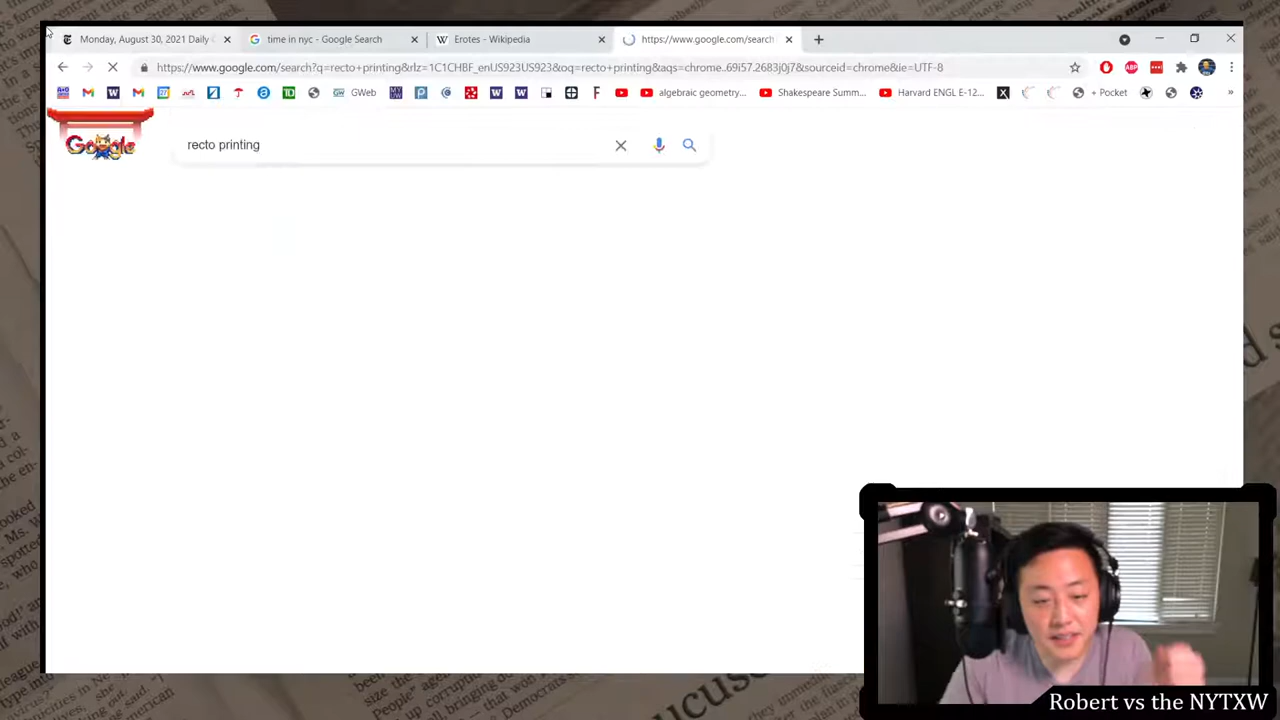 Monday, August 30, 2021 Daily
time in nyc - Google Search
Erotes - Wikipedia
https://www.google.com/search
https://www.google.com/search?q=recto+printing&rlz=1C1CHBF_enUS923US923&oq=recto+printing&aqs=chrome..69i57.2683j0j7&sourceid=chrome&ie=UTF-8
GWeb
algebraic geometry...
Shakespeare Summ...
Harvard ENGL E-12...
+ Pocket
Google
recto printing
Robert vs the NYTXW